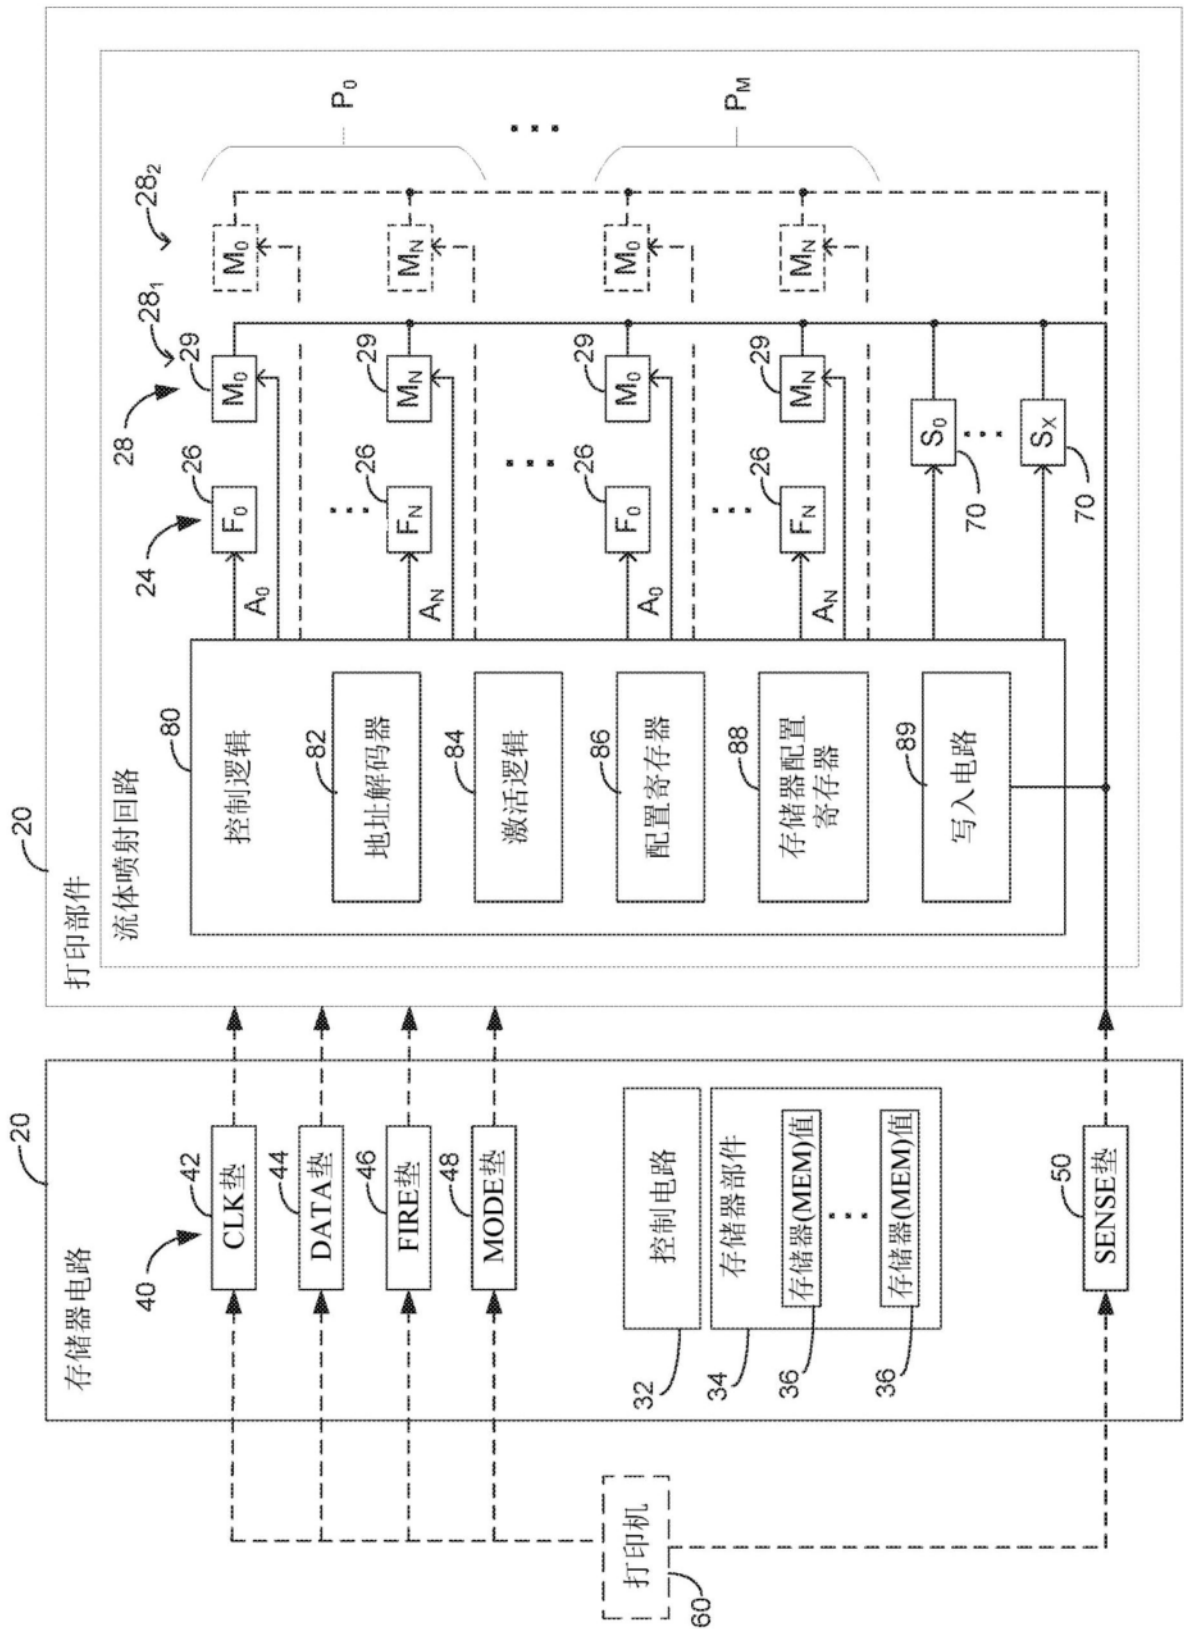 20
存储器电路
40
42
CLK垫
44
DATA垫
46
FIRE垫
48
MODE垫
32
控制电路
34
存储器部件
36
存储器(MEM)值
36
存储器(MEM)值
50
SENSE垫
打印机
60
20
打印部件
流体喷射回路
80
控制逻辑
82
地址解码器
84
激活逻辑
86
配置寄存器
88
存储器配置
寄存器
89
写入电路
24
28
28₁
28₂
A₀
26
F₀
29
M₀
M₀
P₀
Aₙ
26
Fₙ
29
Mₙ
Mₙ
A₀
26
F₀
29
M₀
M₀
P_M
Aₙ
26
Fₙ
29
Mₙ
Mₙ
S₀
70
Sₓ
70